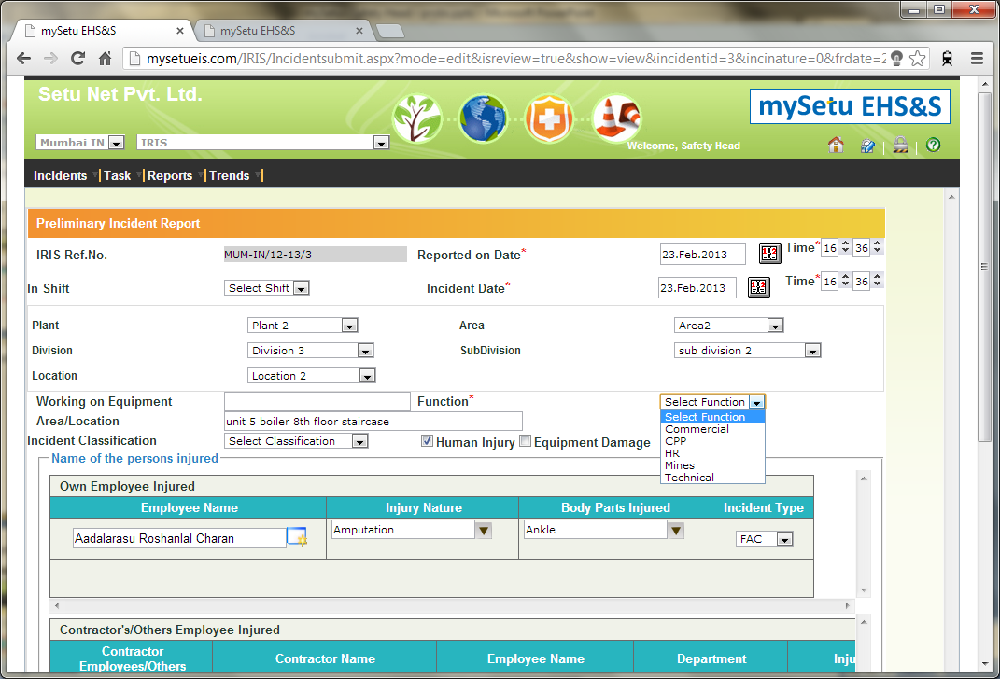 mySetu EHS&S
mySetu EHS&S
mysetueis.com/IRIS/Incidentsubmit.aspx?mode=edit&isreview=true&show=view&incidentid=3&incinature=0&frdate=2
Setu Net Pvt. Ltd.
mySetu EHS&S
Mumbai IN IRIS
Welcome, Safety Head
Incidents Task Reports Trends
Preliminary Incident Report
IRIS Ref.No. MUM-IN/12-13/3 Reported on Date* 23.Feb.2013 Time* 16 36
In Shift Select Shift Incident Date* 23.Feb.2013 Time* 16 36
Plant Plant 2 Area Area2
Division Division 3 SubDivision sub division 2
Location Location 2
Working on Equipment Function* Select Function
Select Function
Commercial
CPP
HR
Mines
Technical
Area/Location unit 5 boiler 8th floor staircase
Incident Classification Select Classification Human Injury Equipment Damage
Name of the persons injured
Own Employee Injured
Employee Name Injury Nature Body Parts Injured Incident Type
Aadalarasu Roshanlal Charan Amputation Ankle FAC
Contractor's/Others Employee Injured
Contractor Employees/Others Contractor Name Employee Name Department Inju